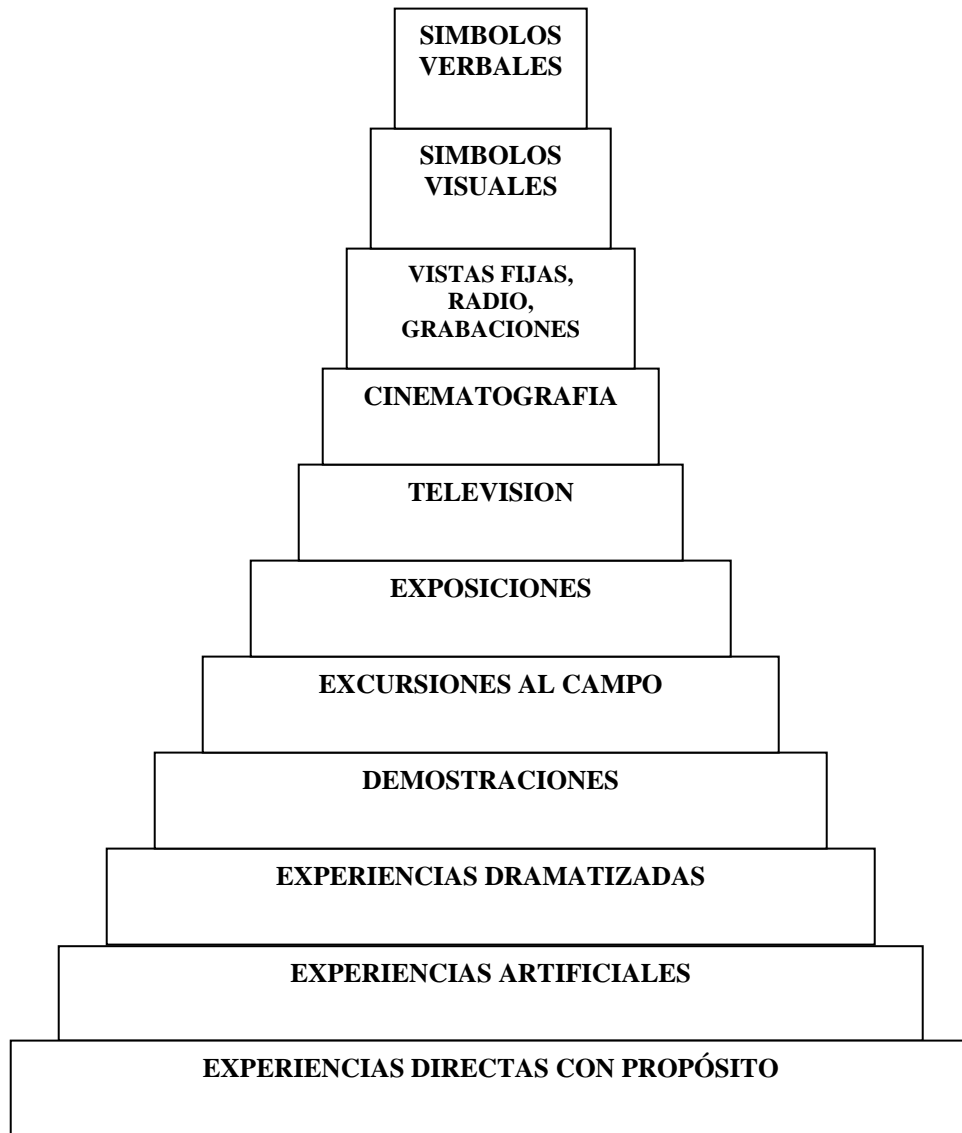 SIMBOLOS
VERBALES
SIMBOLOS
VISUALES
VISTAS FIJAS,
RADIO,
GRABACIONES
CINEMATOGRAFIA
TELEVISION
EXPOSICIONES
EXCURSIONES AL CAMPO
DEMOSTRACIONES
EXPERIENCIAS DRAMATIZADAS
EXPERIENCIAS ARTIFICIALES
EXPERIENCIAS DIRECTAS CON PROPÓSITO